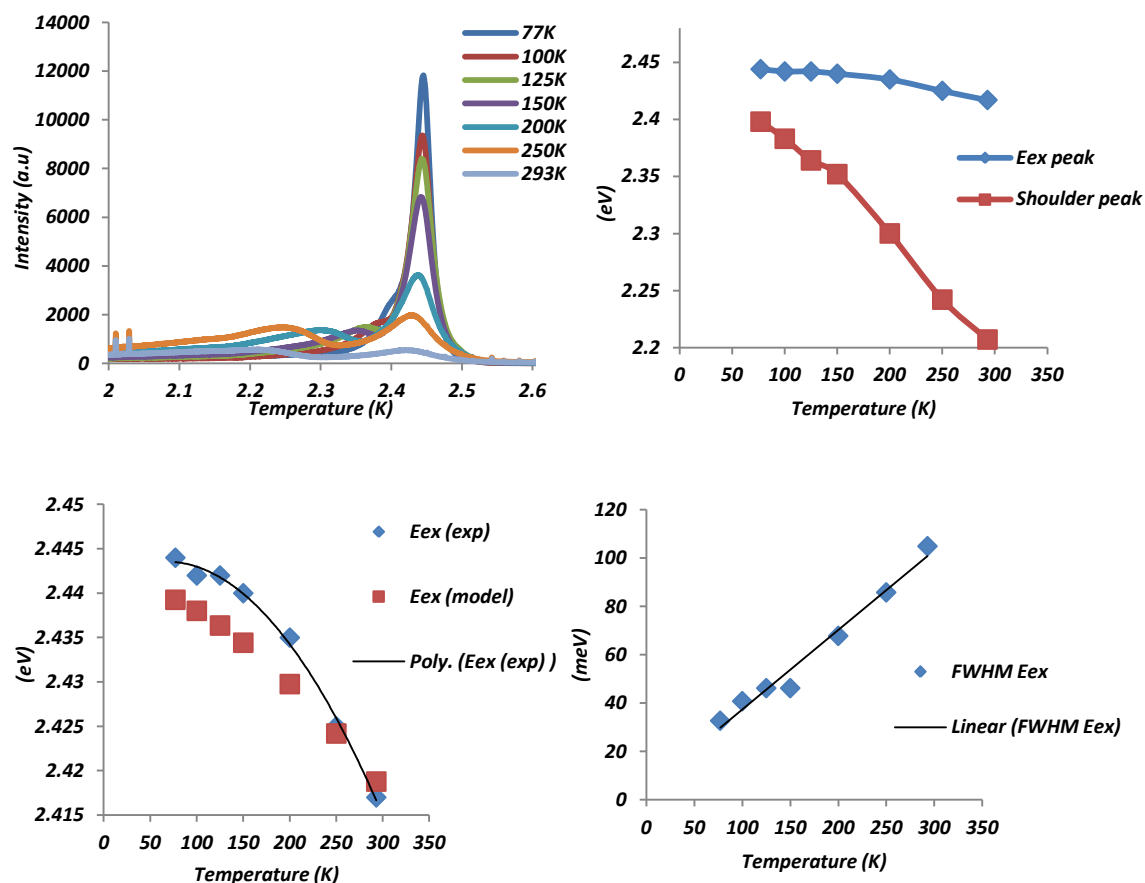 14000
12000
10000
8000
6000
4000
2000
0
Intensity (a.u)
77K
100K
125K
150K
200K
250K
293K
2 2.1 2.2 2.3 2.4 2.5 2.6
Temperature (K)
2.45
2.4
2.35
2.3
2.25
2.2
(eV)
Eex peak
Shoulder peak
0 50 100 150 200 250 300 350
Temperature (K)
2.45
2.445
2.44
2.435
2.43
2.425
2.42
2.415
(eV)
Eex (exp)
Eex (model)
Poly. (Eex (exp) )
0 50 100 150 200 250 300 350
Temperature (K)
120
100
80
60
40
20
0
(meV)
FWHM Eex
Linear (FWHM Eex)
0 50 100 150 200 250 300 350
Temperature (K)